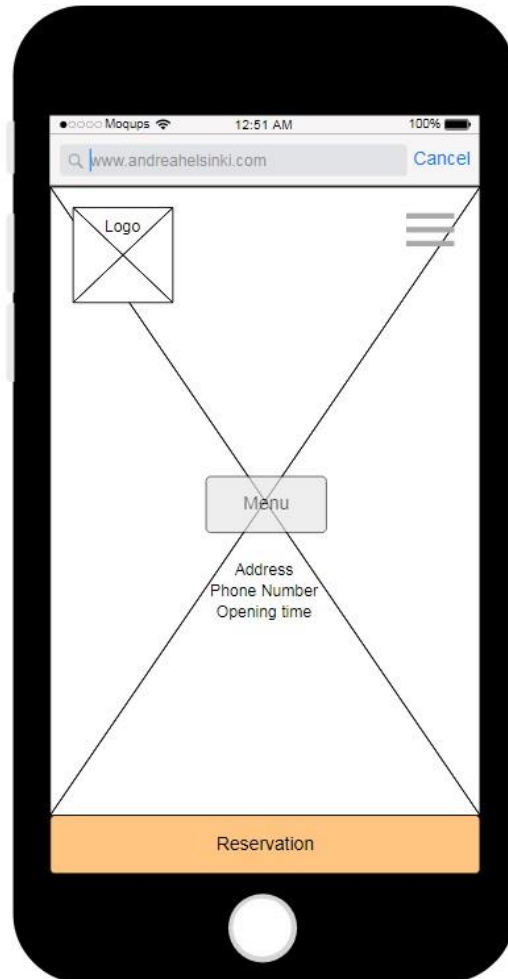 Moqups 12:51 AM 100%
www.andreahelsinki.com Cancel
Logo
Menu
Address
Phone Number
Opening time
Reservation